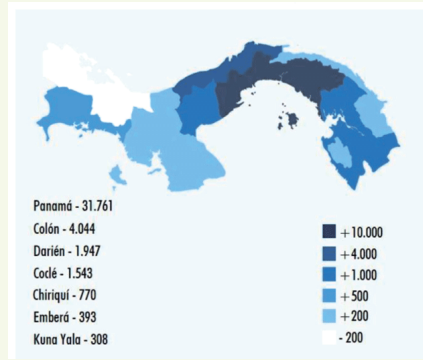 Panamá - 31.761
Colón - 4.044
Darién - 1.947
Coclé - 1.543
Chiriquí - 770
Emberá - 393
Kuna Yala - 308
+10.000
+4.000
+1.000
+500
+200
- 200